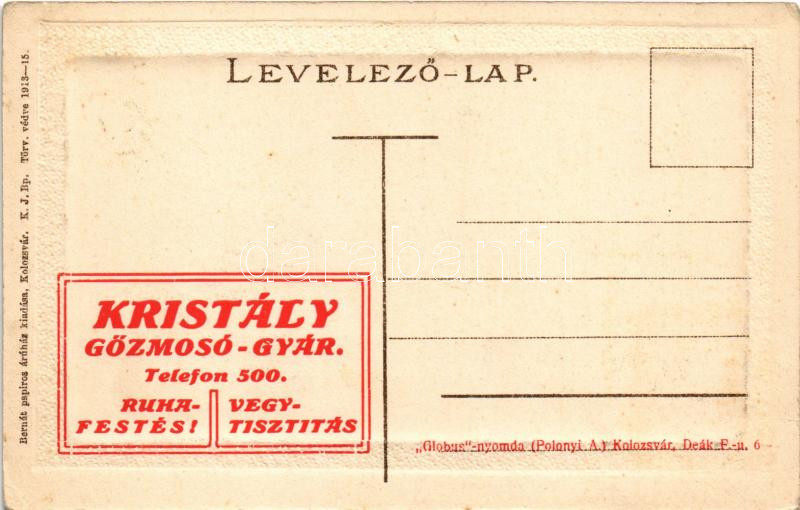 LEVELEZŐ-LAP.
Bernát papiros áruház kiadása, Kolozsvár. K. J. Bp. Törv. védve 1913—15.
KRISTÁLY
GŐZMOSÓ-GYÁR.
Telefon 500.
RUHA-
FESTÉS!
VEGY-
TISZTITÁS
„Globus"-nyomda (Polonyi A.) Kolozsvár, Deák F.-u. 6
darabanth